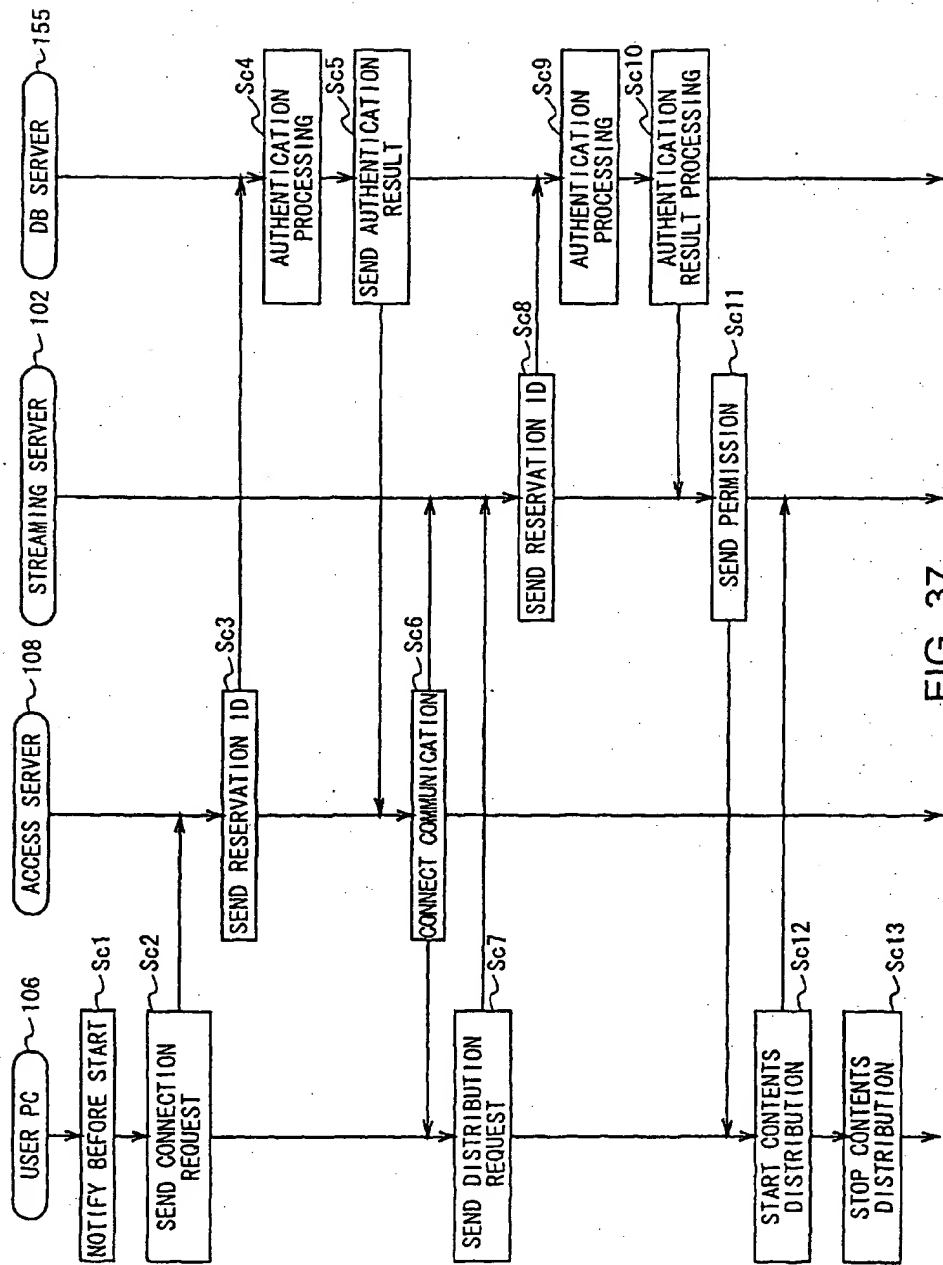 USER PC
106
ACCESS SERVER
108
STREAMING SERVER
102
DB SERVER
155
NOTIFY BEFORE START
Sc1
SEND CONNECTION
REQUEST
Sc2
SEND RESERVATION ID
Sc3
AUTHENTICATION
PROCESSING
Sc4
SEND AUTHENTICATION
RESULT
Sc5
CONNECT COMMUNICATION
Sc6
SEND DISTRIBUTION
REQUEST
Sc7
SEND RESERVATION ID
Sc8
AUTHENTICATION
PROCESSING
Sc9
AUTHENTICATION
RESULT PROCESSING
Sc10
SEND PERMISSION
Sc11
START CONTENTS
DISTRIBUTION
Sc12
STOP CONTENTS
DISTRIBUTION
Sc13
FIG. 37